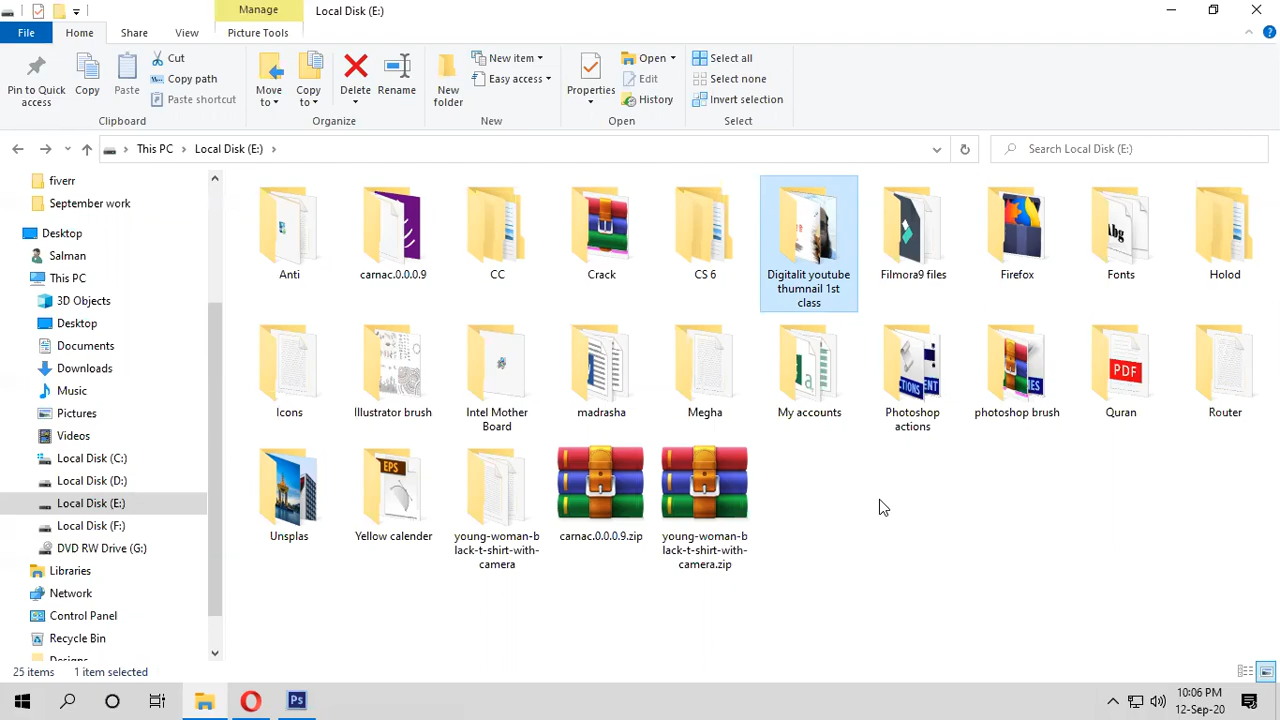 Manage
Local Disk (E:)
File
Home
Share
View
Picture Tools
Pin to Quick access
Copy
Paste
Cut
Copy path
Paste shortcut
Clipboard
Move to
Copy to
Delete
Rename
Organize
New folder
New item
Easy access
New
Properties
Open
Edit
History
Open
Select all
Select none
Invert selection
Select
This PC
Local Disk (E:)
Search Local Disk (E:)
fiverr
September work
Desktop
Salman
This PC
3D Objects
Desktop
Documents
Downloads
Music
Pictures
Videos
Local Disk (C:)
Local Disk (D:)
Local Disk (E:)
Local Disk (F:)
DVD RW Drive (G:)
Libraries
Network
Control Panel
Recycle Bin
Designs
Anti
carnac.0.0.0.9
CC
Crack
CS 6
Digitalit youtube
thumnail 1st
class
Filmora9 files
Firefox
Abg
Fonts
Holod
Icons
Illustrator brush
Intel Mother
Board
madrasha
Megha
a
My accounts
Photoshop
actions
photoshop brush
PDF
Quran
Router
Unsplas
EPS
Yellow calender
young-woman-b
lack-t-shirt-with-
camera
carnac.0.0.0.9.zip
young-woman-b
lack-t-shirt-with-
camera.zip
25 items
1 item selected
Ps
10:06 PM
12-Sep-20